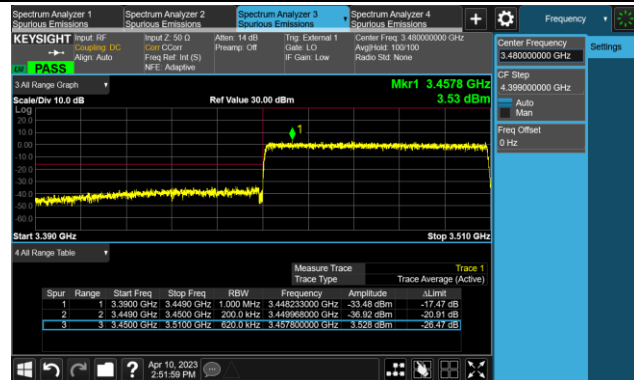 Spectrum Analyzer 1 Spurious Emissions
Spectrum Analyzer 2 Spurious Emissions
Spectrum Analyzer 3 Spurious Emissions
Spectrum Analyzer 4 Spurious Emissions
+
Frequency
KEYSIGHT Input: RF Input Z: 50 Ω Atten: 14 dB Trig: External 1 Center Freq: 3.480000000 GHz
Coupling: DC Corr CCorr Preamp: Off Gate: LO Avg|Hold: 100/100
Align: Auto Freq Ref: Int (S) IF Gain: Low Radio Std: None
NFE: Adaptive
PASS
Center Frequency
3.480000000 GHz
Settings
CF Step
4.399000000 GHz
Auto
Man
Freq Offset
0 Hz
3 All Range Graph
Mkr1 3.4578 GHz
Scale/Div 10.0 dB Ref Value 30.00 dBm 3.53 dBm
Log
20.0
10.0
0.00
-10.0
-20.0
-30.0
-40.0
-50.0
-60.0
1
Start 3.390 GHz Stop 3.510 GHz
4 All Range Table
Measure Trace Trace 1
Trace Type Trace Average (Active)
Spur Range Start Freq Stop Freq RBW Frequency Amplitude ΔLimit
1 1 3.3900 GHz 3.4490 GHz 1.000 MHz 3.448233000 GHz -33.48 dBm -17.47 dB
2 2 3.4490 GHz 3.4500 GHz 200.0 kHz 3.449968000 GHz -36.92 dBm -20.91 dB
3 3 3.4500 GHz 3.5100 GHz 620.0 kHz 3.457800000 GHz 3.528 dBm -26.47 dB
? Apr 10, 2023
2:51:59 PM